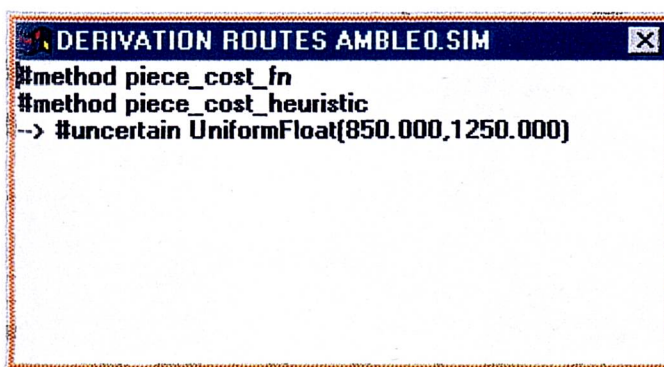 DERIVATION ROUTES AMBLE0.SIM
#method piece_cost_fn
#method piece_cost_heuristic
--> #uncertain UniformFloat(850.000,1250.000)